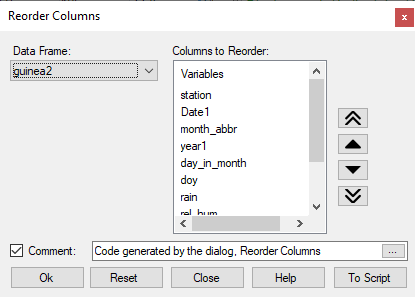 Reorder Columns
x
Data Frame:
Columns to Reorder:
guinea2
Variables
station
Date1
month_abbr
year1
day_in_month
doy
rain
rel_hum
Comment:
Code generated by the dialog, Reorder Columns
...
Ok
Reset
Close
Help
To Script